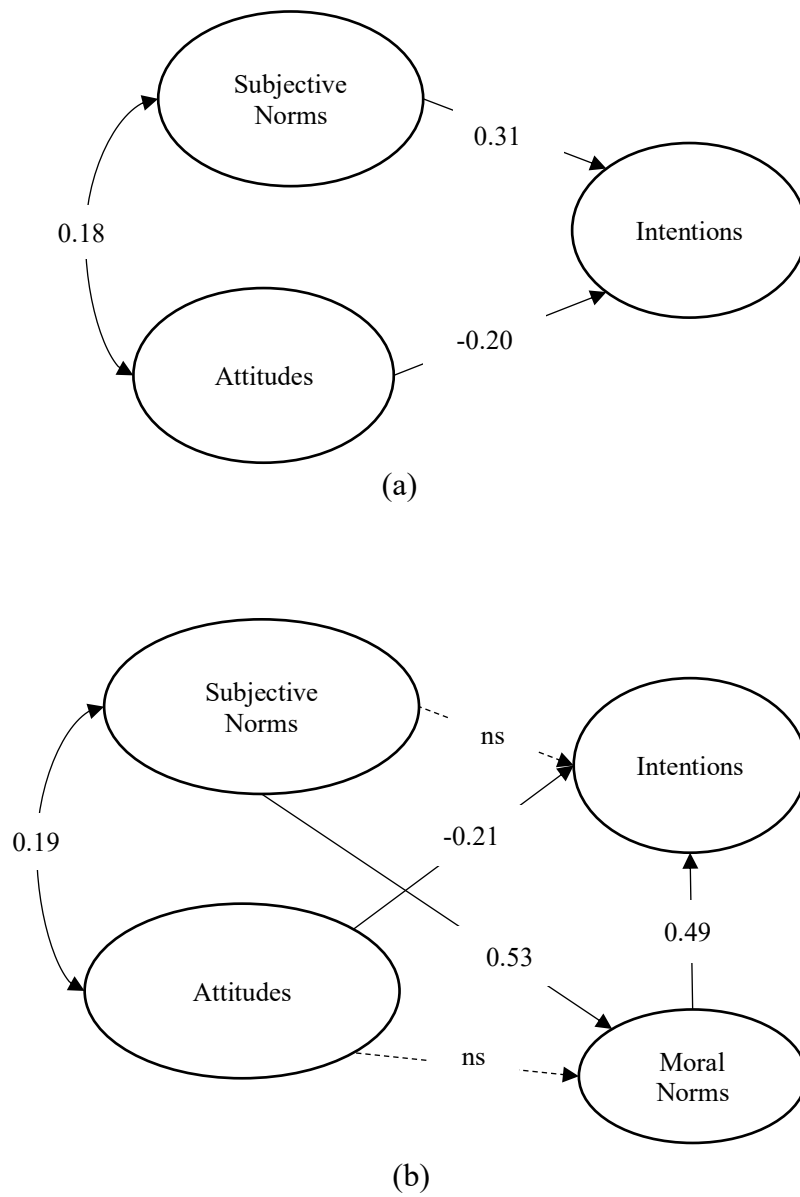 Subjective
Norms
0.31
0.18
Intentions
-0.20
Attitudes
(a)
Subjective
Norms
ns
Intentions
0.19
-0.21
0.49
0.53
Attitudes
ns
Moral
Norms
(b)